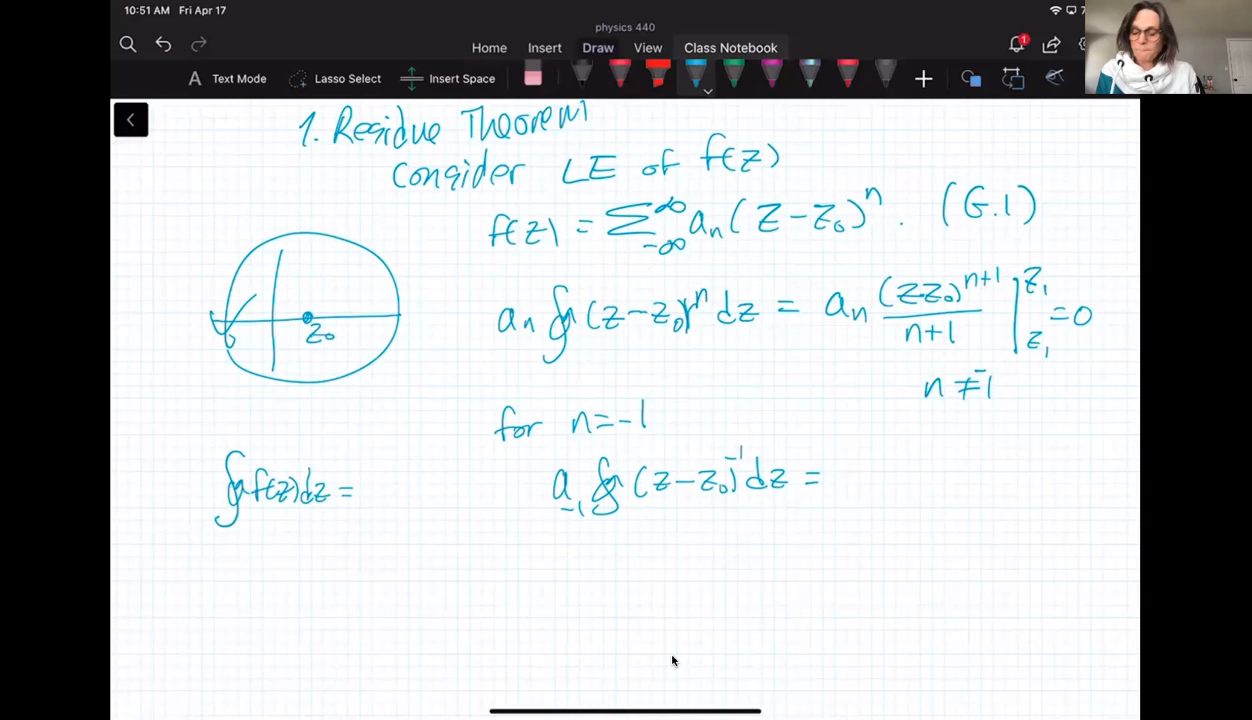 10:51 AM Fri Apr 17
physics 440
Home Insert Draw View Class Notebook
1
A Text Mode Lasso Select Insert Space
1. Residue Theorem
Consider LE of f(z)
f(z) = ∑_{-∞}^{∞} a_n (z-z_0)^n. (G.1)
z_0
a_n ∮ (z-z_0)^n dz = a_n (z-z_0)^{n+1} / n+1 |_{z_1}^{z_1} = 0
n ≠ -1
for n = -1
∮ f(z) dz =
a_{-1} ∮ (z-z_0)^{-1} dz =